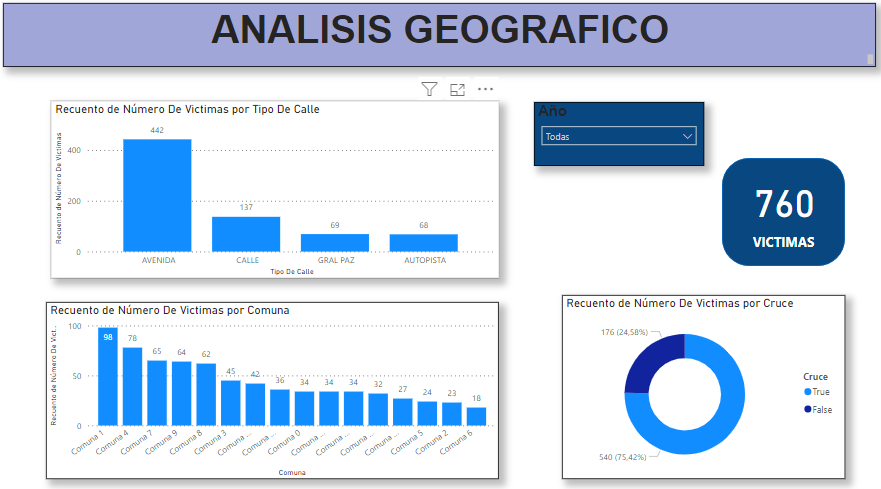 ANALISIS GEOGRAFICO
Recuento de Número De Victimas por Tipo De Calle
Recuento de Número De Victimas
400
200
0
442
137
69
68
AVENIDA
CALLE
GRAL PAZ
AUTOPISTA
Tipo De Calle
Año
Todas
760
VICTIMAS
Recuento de Número De Victimas por Comuna
Recuento de Número De Vict...
100
50
0
98
78
65
64
62
45
42
36
34
34
34
32
27
24
23
18
Comuna 1
Comuna 4
Comuna 7
Comuna 9
Comuna 8
Comuna 3
Comuna ...
Comuna ...
Comuna 0
Comuna ...
Comuna ...
Comuna ...
Comuna ...
Comuna 5
Comuna 2
Comuna 6
Comuna
Recuento de Número De Victimas por Cruce
176 (24,58%)
540 (75,42%)
Cruce
True
False